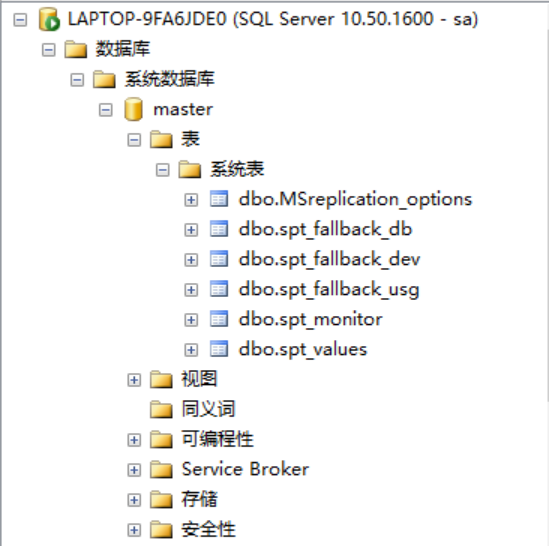 LAPTOP-9FA6JDE0 (SQL Server 10.50.1600 - sa)
数据库
系统数据库
master
表
系统表
dbo.MSreplication_options
dbo.spt_fallback_db
dbo.spt_fallback_dev
dbo.spt_fallback_usg
dbo.spt_monitor
dbo.spt_values
视图
同义词
可编程性
Service Broker
存储
安全性